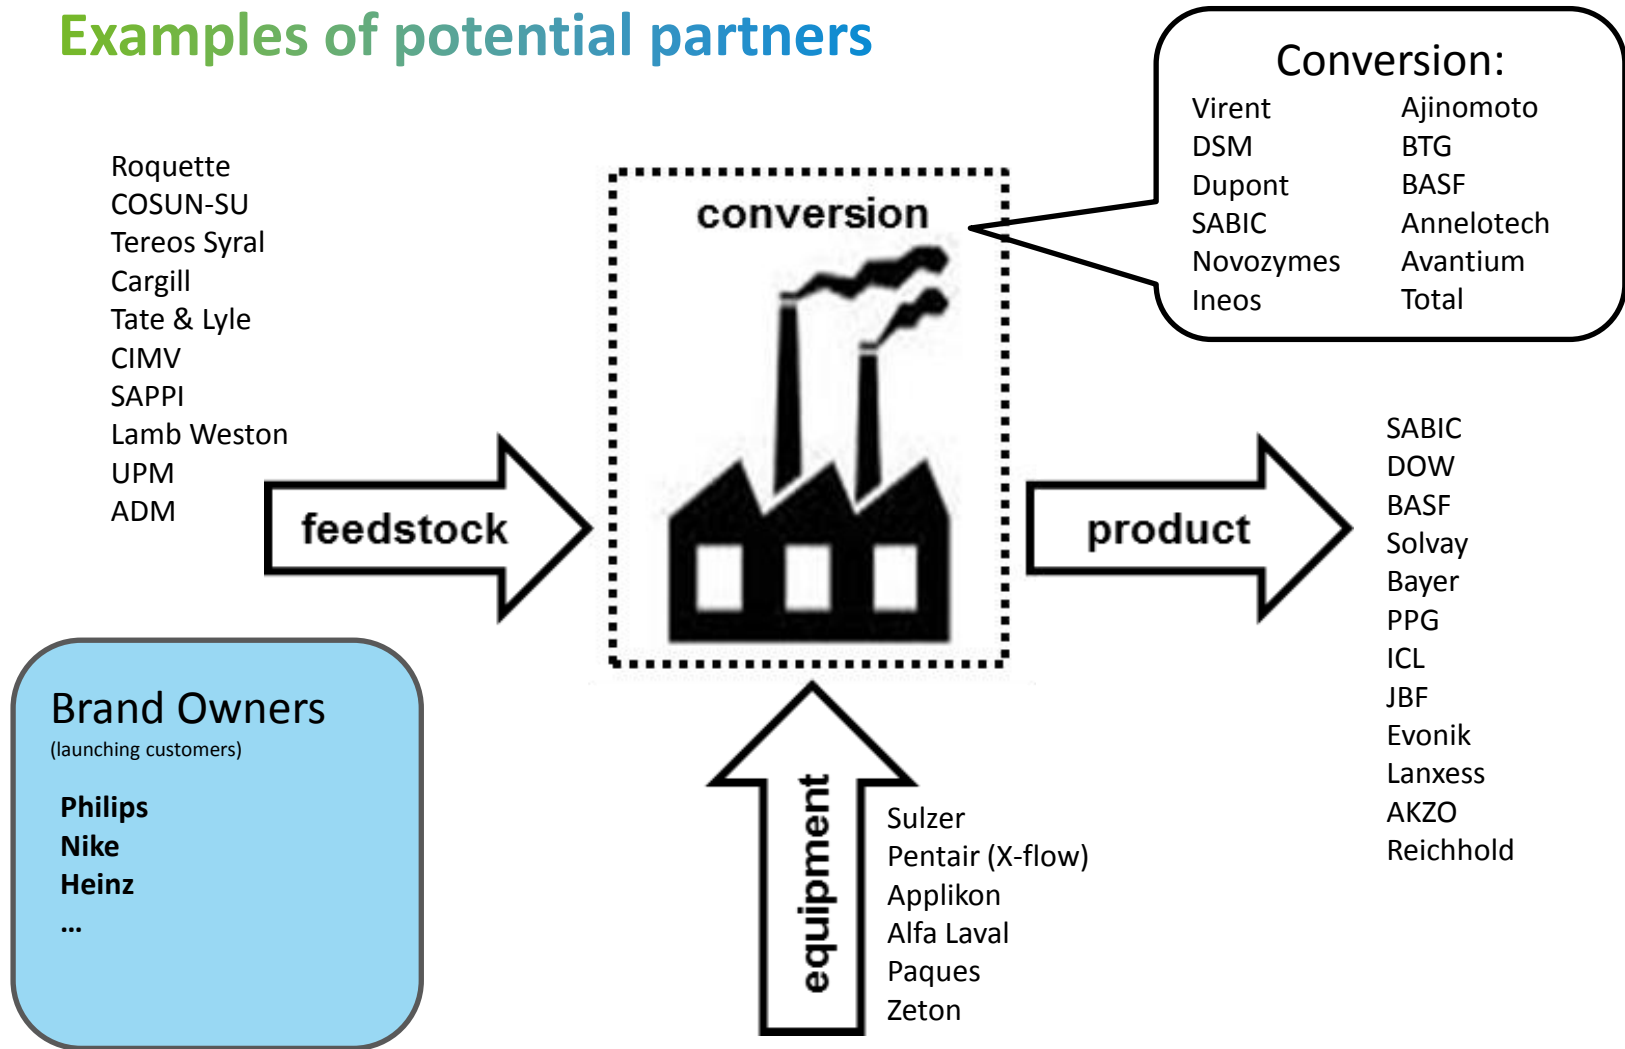 Examples of potential partners
Conversion:
Virent
DSM
Dupont
SABIC
Novozymes
Ineos
Ajinomoto
BTG
BASF
Annelotech
Avantium
Total
Roquette
COSUN-SU
Tereos Syral
Cargill
Tate & Lyle
CIMV
SAPPI
Lamb Weston
UPM
ADM
feedstock
conversion
product
SABIC
DOW
BASF
Solvay
Bayer
PPG
ICL
JBF
Evonik
Lanxess
AKZO
Reichhold
Brand Owners
(launching customers)
Philips
Nike
Heinz
...
equipment
Sulzer
Pentair (X-flow)
Applikon
Alfa Laval
Paques
Zeton